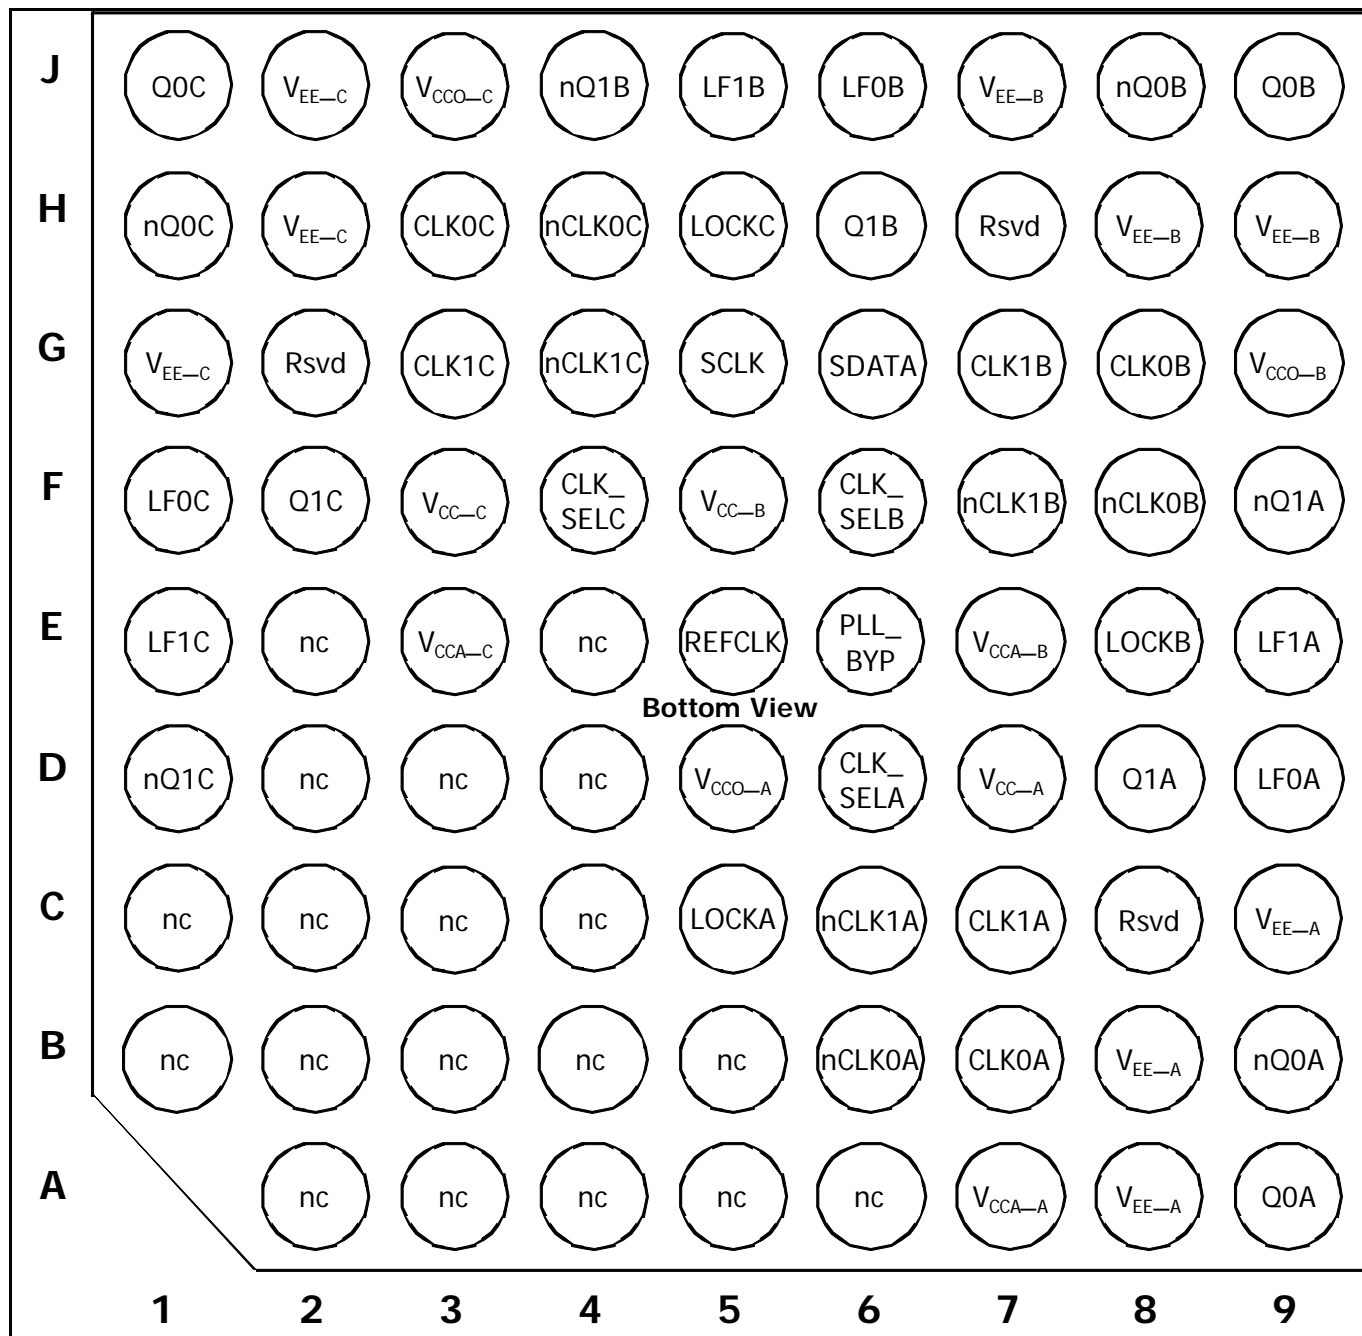 J Q0C VEE—C VCCO—C nQ1B LF1B LF0B VEE—B nQ0B Q0B
H nQ0C VEE—C CLK0C nCLK0C LOCKC Q1B Rsvd VEE—B VEE—B
G VEE—C Rsvd CLK1C nCLK1C SCLK SDATA CLK1B CLK0B VCCO—B
F LF0C Q1C VCC—C CLK_ SELC VCC—B CLK_ SELB nCLK1B nCLK0B nQ1A
E LF1C nc VCCA—C nc REFCLK PLL_ BYP VCCA—B LOCKB LF1A
Bottom View
D nQ1C nc nc nc VCCO—A CLK_ SELA VCC—A Q1A LF0A
C nc nc nc nc LOCKA nCLK1A CLK1A Rsvd VEE—A
B nc nc nc nc nc nCLK0A CLK0A VEE—A nQ0A
A nc nc nc nc nc VCCA—A VEE—A Q0A
1 2 3 4 5 6 7 8 9